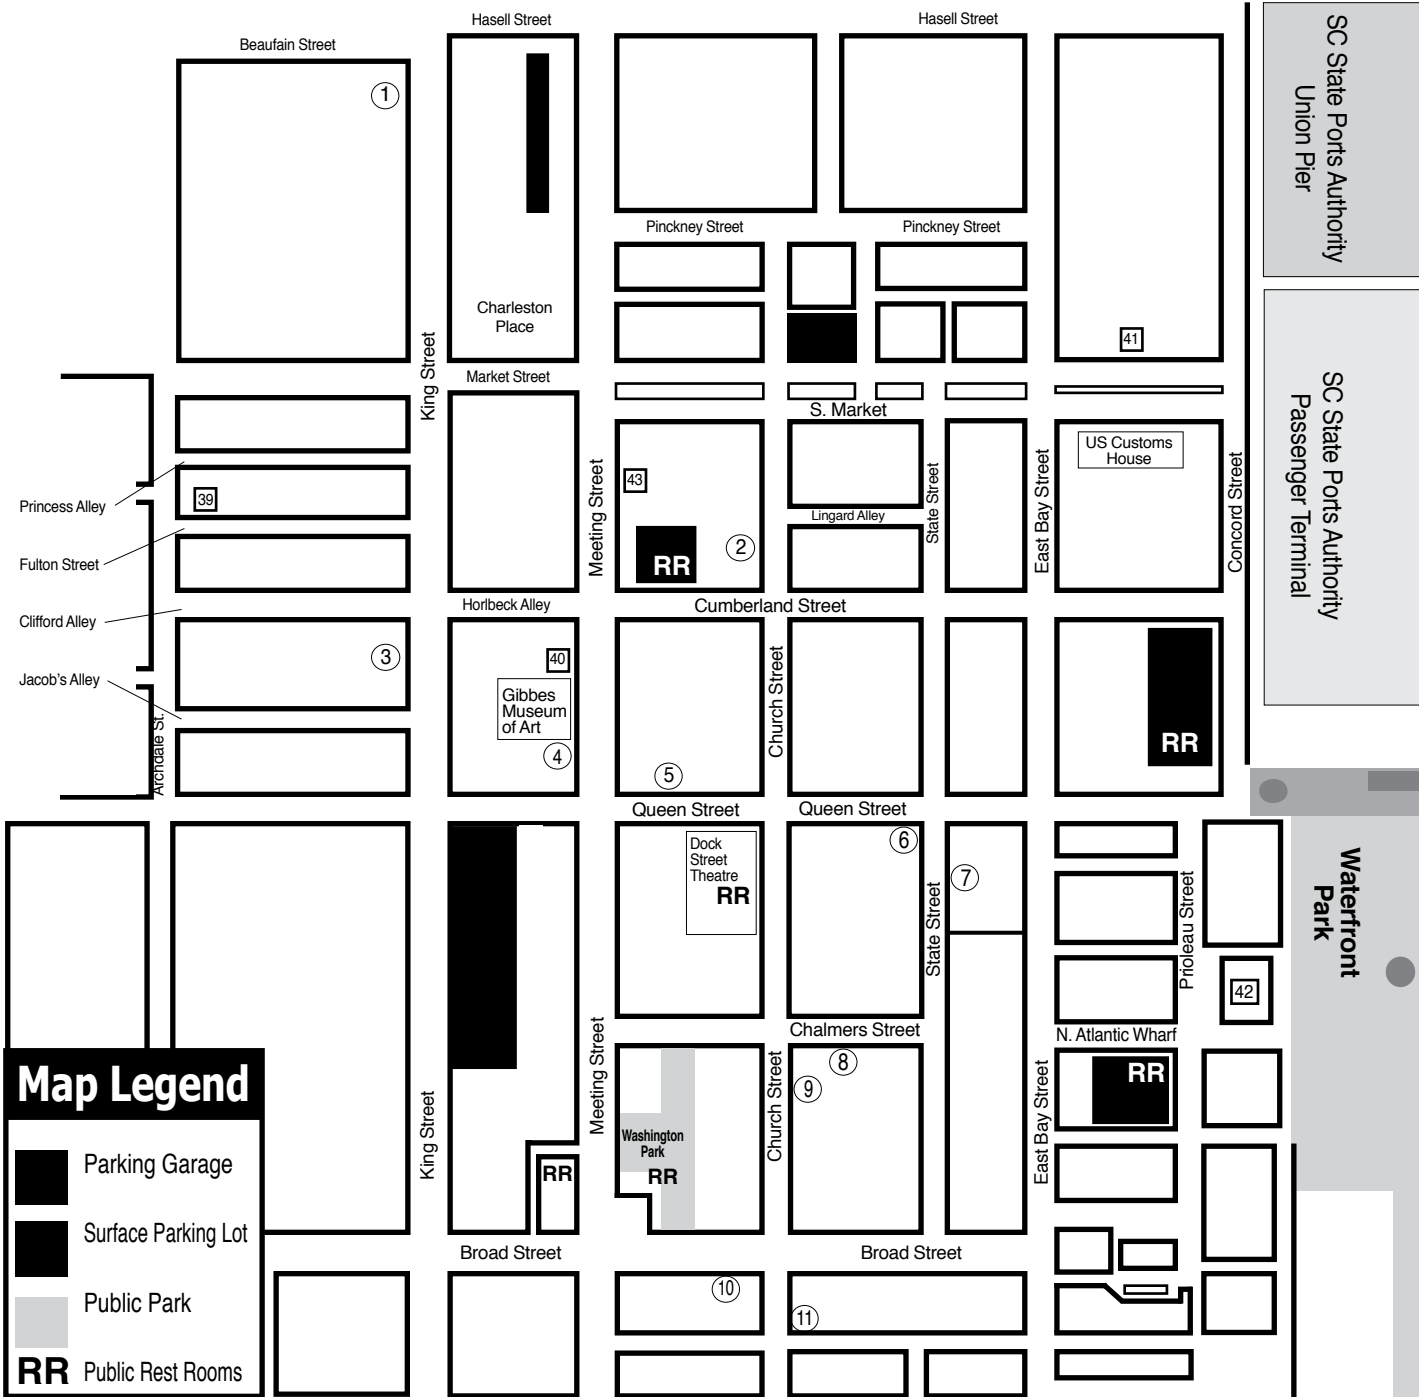 Hasell Street
Hasell Street
Beaufain Street
1
SC State Ports Authority
Union Pier
Pinckney Street
Pinckney Street
Charleston
Place
41
King Street
Market Street
S. Market
SC State Ports Authority
Passenger Terminal
US Customs
House
Princess Alley
39
43
Meeting Street
State Street
East Bay Street
Concord Street
Lingard Alley
2
RR
Fulton Street
Horlbeck Alley
Cumberland Street
Clifford Alley
3
40
Jacob's Alley
Gibbes
Museum
of Art
Church Street
Archdale St.
4
5
RR
Queen Street
Queen Street
6
Dock
Street
Theatre
RR
7
State Street
Prioleau Street
Waterfront
Park
42
Chalmers Street
N. Atlantic Wharf
Meeting Street
8
9
Church Street
East Bay Street
RR
King Street
Washington
Park
RR
RR
Broad Street
Broad Street
10
11
Map Legend
Parking Garage
Surface Parking Lot
Public Park
RR Public Rest Rooms